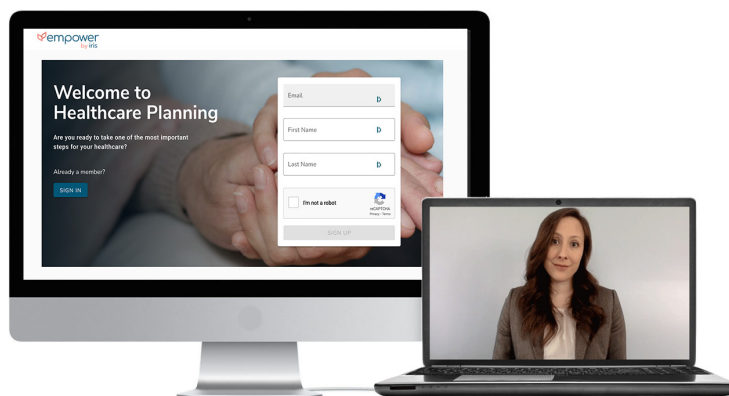 empower
by iris
Welcome to
Healthcare Planning
Are you ready to take one of the most important
steps for your healthcare?
Already a member?
SIGN IN
Email
First Name
Last Name
I'm not a robot
reCAPTCHA
Privacy - Terms
SIGN UP